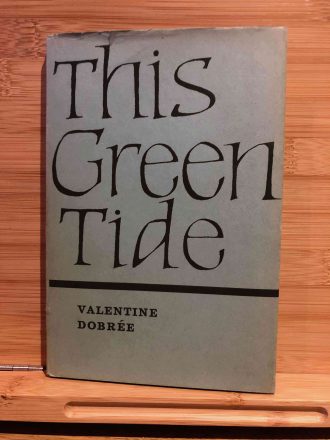 This
Green
Tide
VALENTINE
DOBRÉE